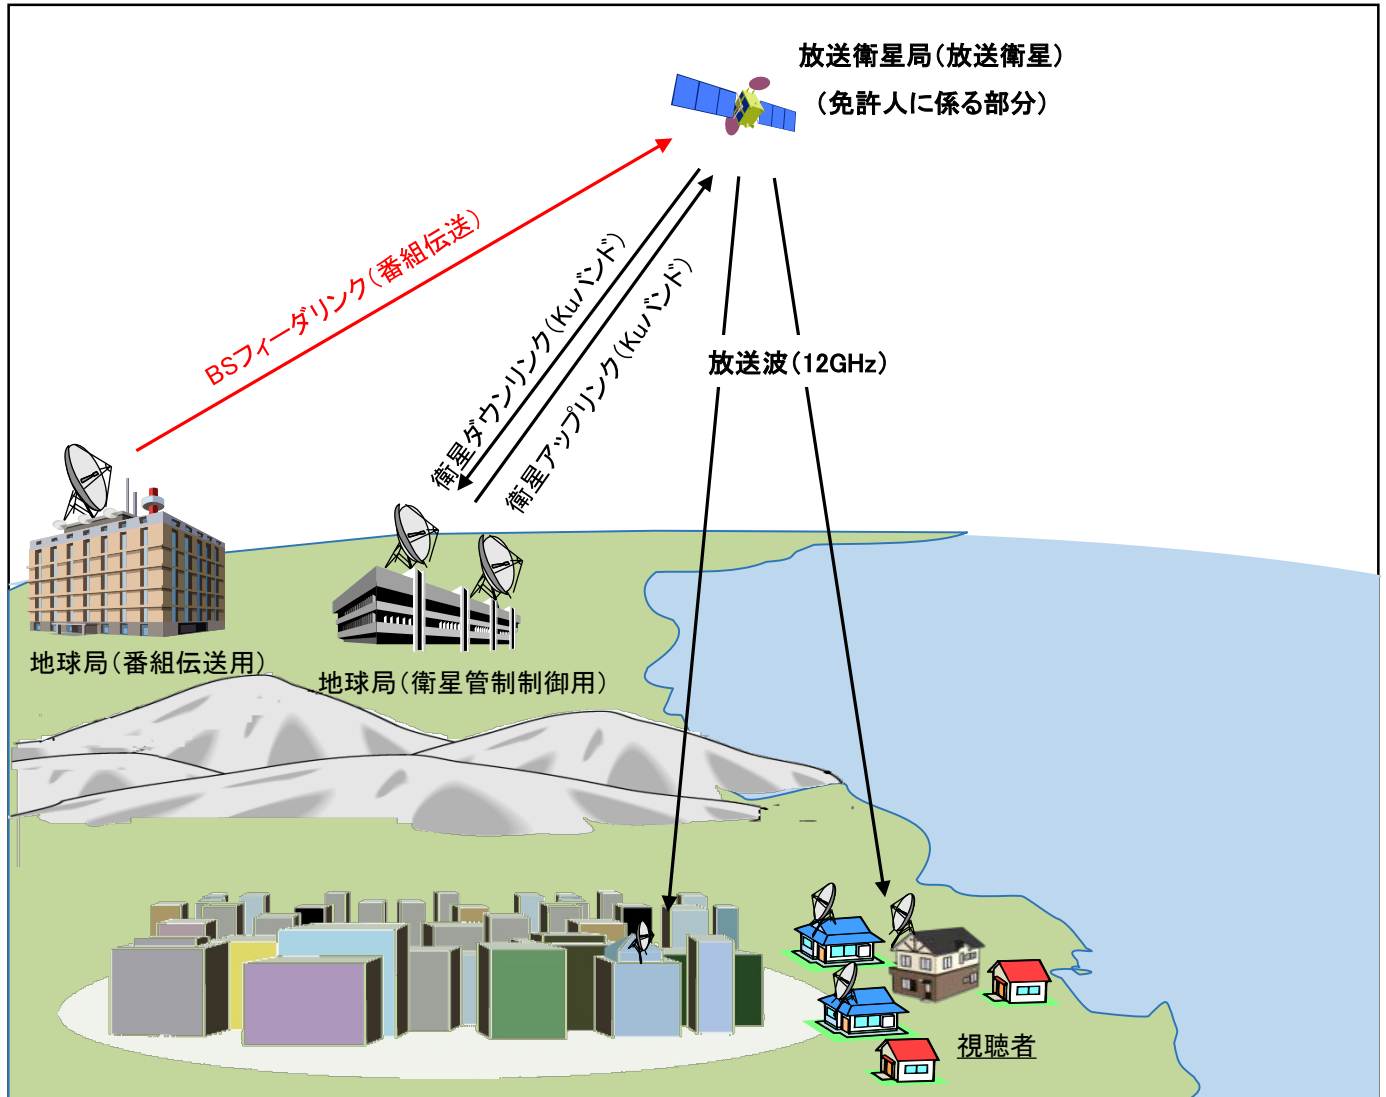 放送衛星局（放送衛星）
（免許人に係る部分）
BSフィーダリンク（番組伝送）
衛星ダウンリンク（Kuバンド）
衛星アップリンク（Kuバンド）
放送波（12GHz）
地球局（番組伝送用）
地球局（衛星管制制御用）
視聴者